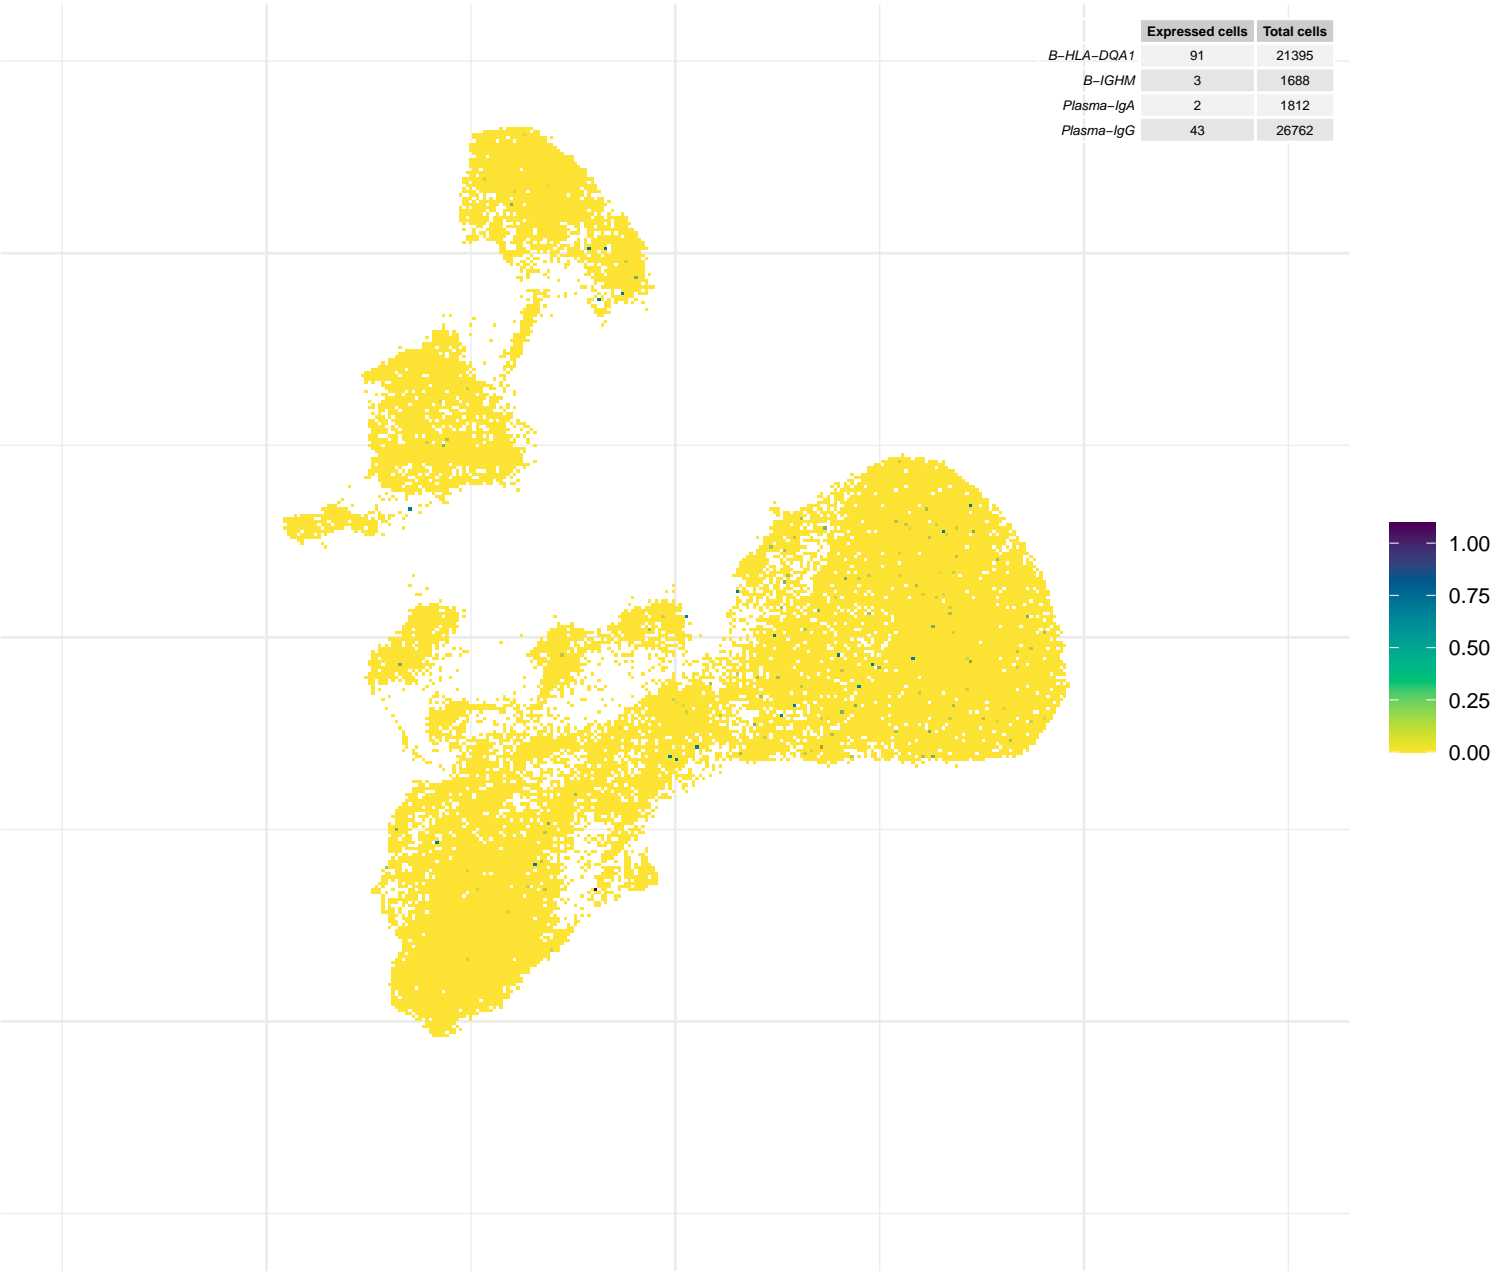 Expressed cells Total cells
B−HLA−DQA1 91 21395
B−IGHM 3 1688
Plasma−IgA 2 1812
Plasma−IgG 43 26762
1.00
0.75
0.50
0.25
0.00